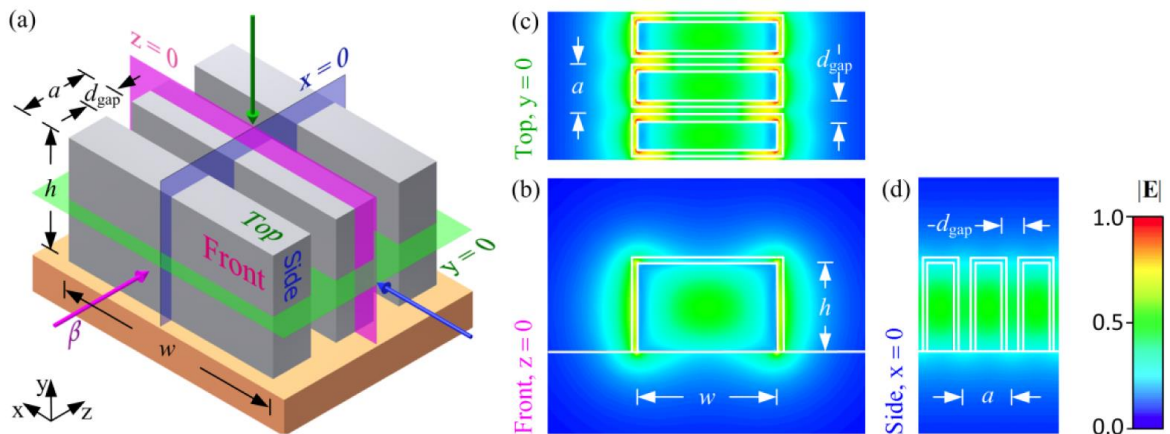 (a)
z = 0
x = 0
a
d_gap
h
Top
Front
Side
y = 0
β
w
y
x
z
(c)
Top, y = 0
a
d_gap
(b)
Front, z = 0
h
w
(d)
Side, x = 0
d_gap
a
|E|
1.0
0.5
0.0